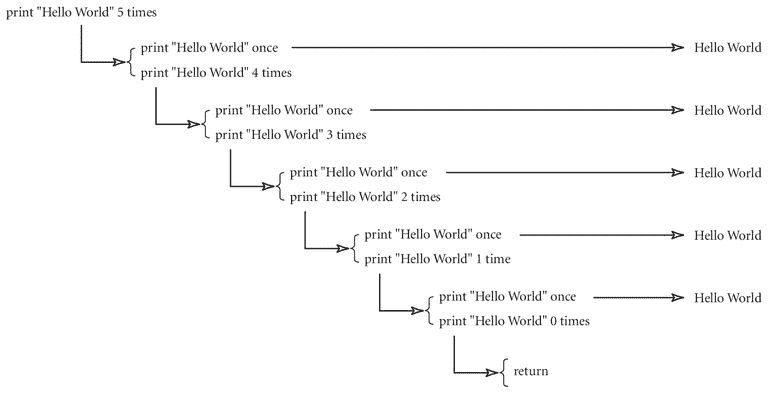 print "Hello World" 5 times
print "Hello World" once Hello World
print "Hello World" 4 times
print "Hello World" once Hello World
print "Hello World" 3 times
print "Hello World" once Hello World
print "Hello World" 2 times
print "Hello World" once Hello World
print "Hello World" 1 time
print "Hello World" once Hello World
print "Hello World" 0 times
return